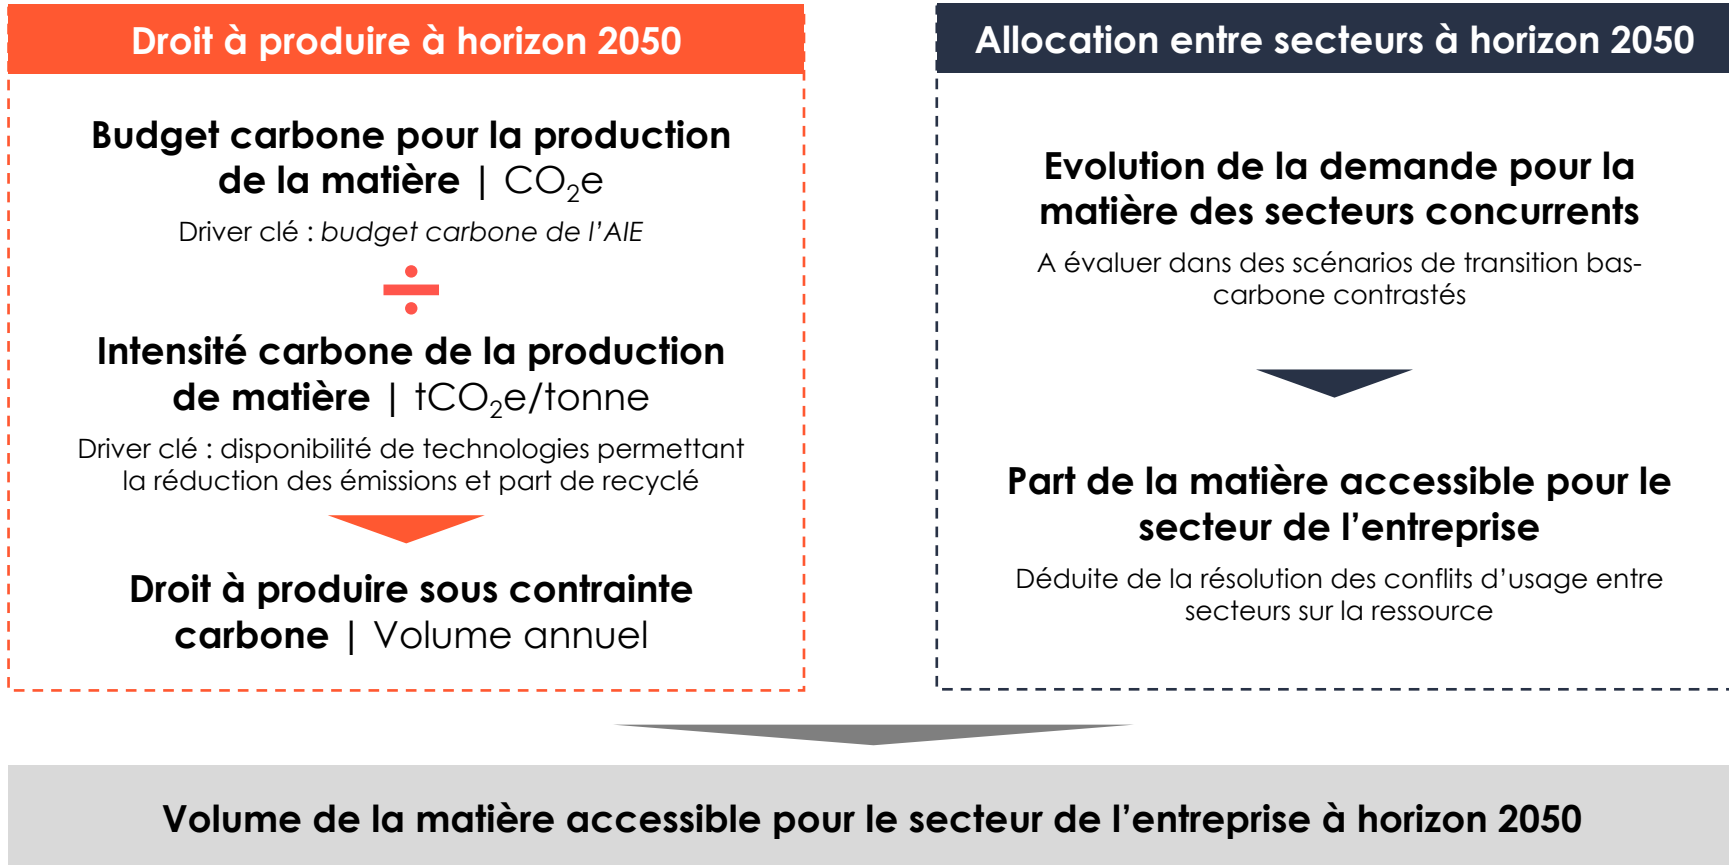 Droit à produire à horizon 2050
Budget carbone pour la production
de la matière | CO₂e
Driver clé : budget carbone de l’AIE
÷
Intensité carbone de la production
de matière | tCO₂e/tonne
Driver clé : disponibilité de technologies permettant
la réduction des émissions et part de recyclé
Droit à produire sous contrainte
carbone | Volume annuel
Allocation entre secteurs à horizon 2050
Evolution de la demande pour la
matière des secteurs concurrents
A évaluer dans des scénarios de transition bas-
carbone contrastés
Part de la matière accessible pour le
secteur de l’entreprise
Déduite de la résolution des conflits d’usage entre
secteurs sur la ressource
Volume de la matière accessible pour le secteur de l’entreprise à horizon 2050